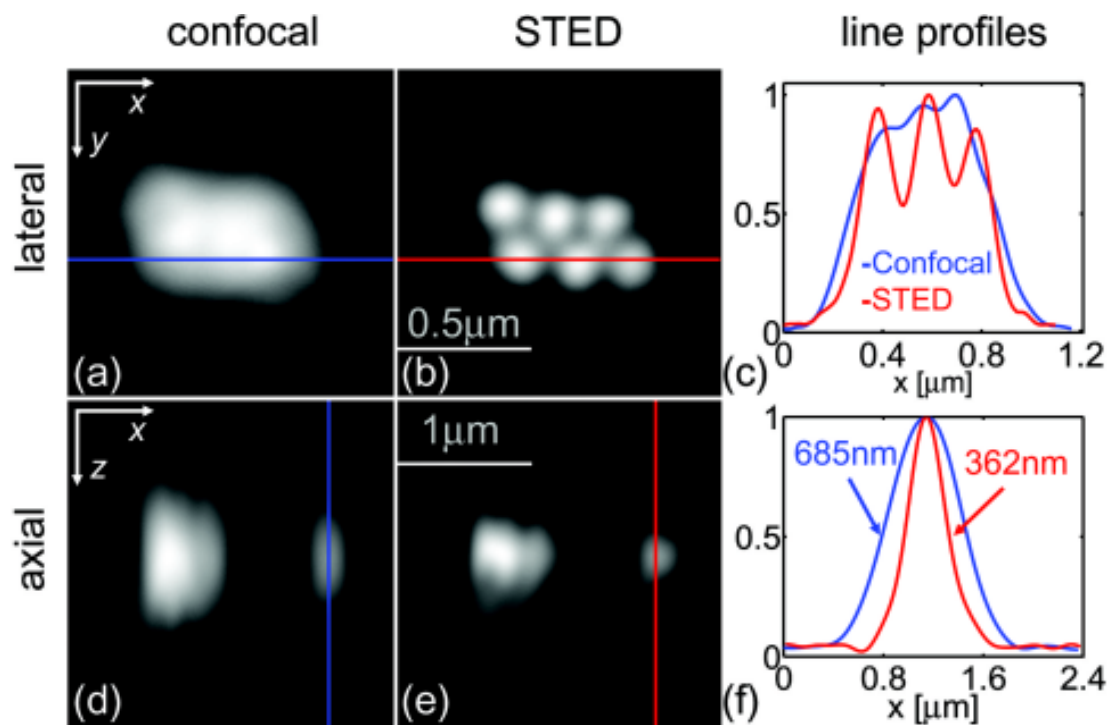 confocal
STED
line profiles
lateral
x
y
(a)
0.5μm
(b)
1
0.5
0
-Confocal
-STED
0
0.4
0.8
1.2
x [μm]
(c)
axial
x
z
(d)
1μm
(e)
1
0.5
0
685nm
362nm
0
0.8
1.6
2.4
x [μm]
(f)